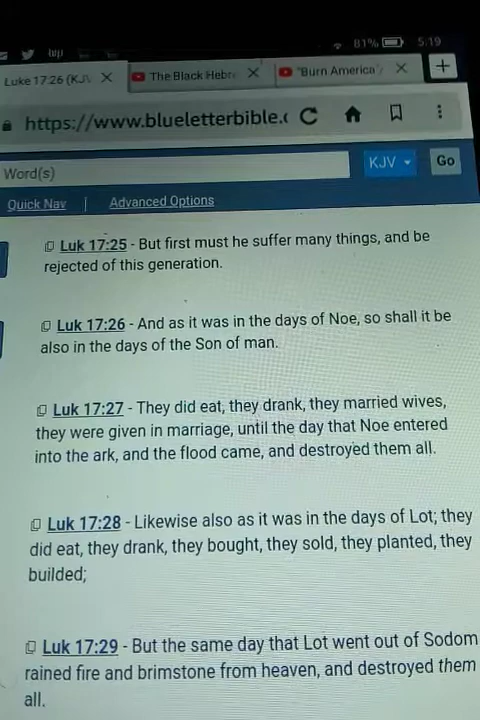 81% 5:19
Luke 17:26 (KJV
The Black Hebr
"Burn America"
https://www.blueletterbible.
Word(s)
KJV
Go
Quick Nav | Advanced Options
Luk 17:25 - But first must he suffer many things, and be
rejected of this generation.
Luk 17:26 - And as it was in the days of Noe, so shall it be
also in the days of the Son of man.
Luk 17:27 - They did eat, they drank, they married wives,
they were given in marriage, until the day that Noe entered
into the ark, and the flood came, and destroyed them all.
Luk 17:28 - Likewise also as it was in the days of Lot; they
did eat, they drank, they bought, they sold, they planted, they
builded;
Luk 17:29 - But the same day that Lot went out of Sodom
rained fire and brimstone from heaven, and destroyed them
all.